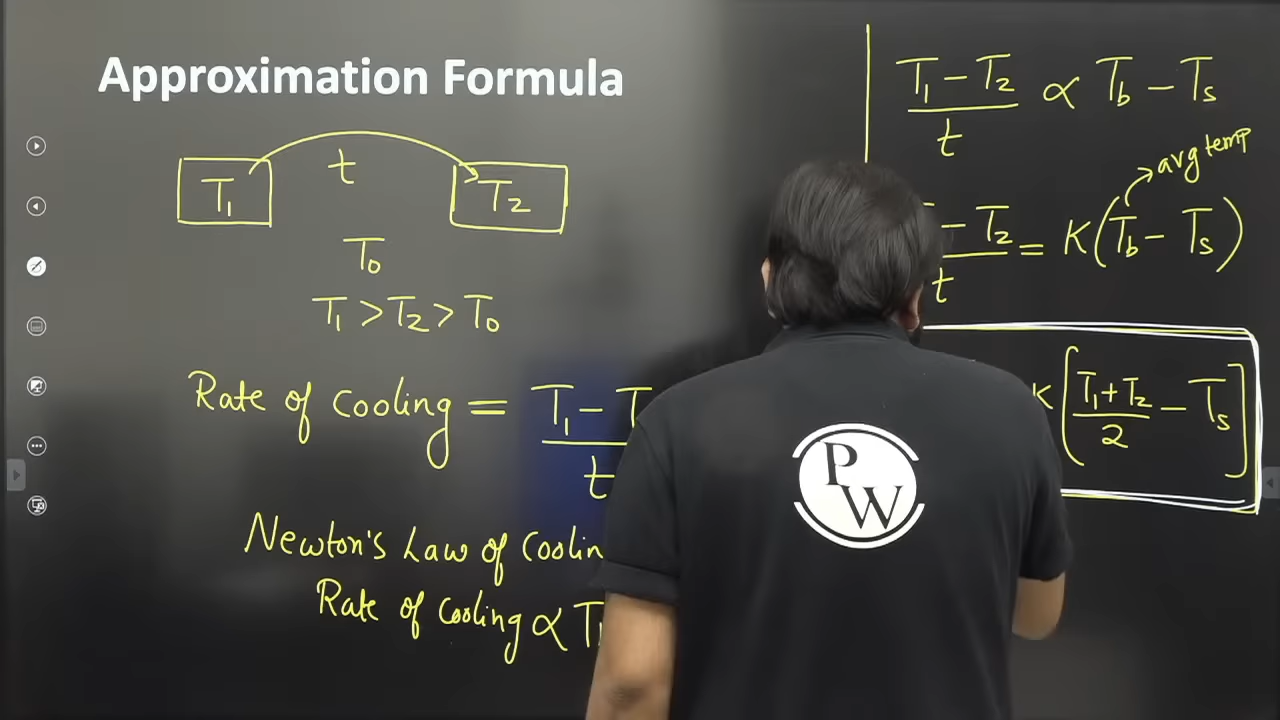 Approximation Formula
T₁ t T₂
T₀
T₁ > T₂ > T₀
Rate of Cooling = T₁ - T / t
Newton's Law of Coolin
Rate of Cooling ∝ T
T₁ - T₂ / t ∝ T_b - T_s
avg temp
- T₂ / t = K(T_b - T_s)
K[T₁ + T₂ / 2 - T_s]
P
W